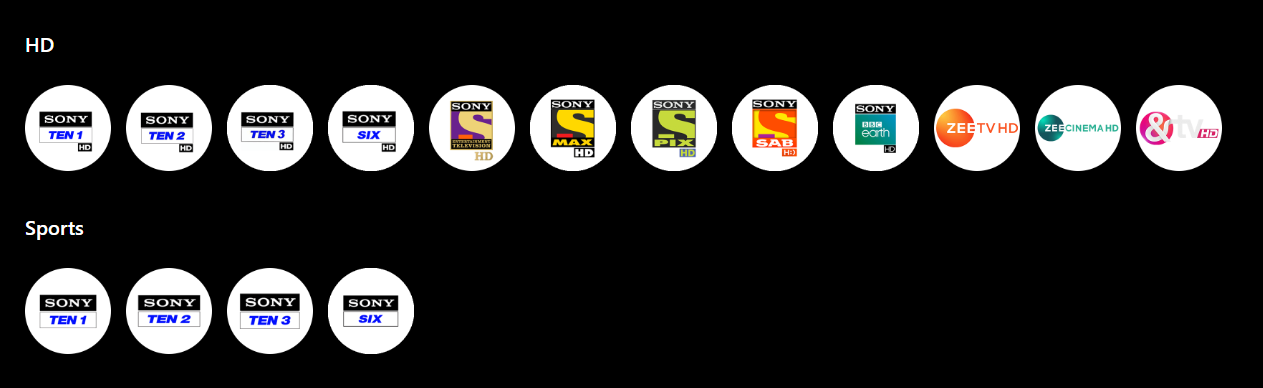 HD
SONY
TEN 1
HD
SONY
TEN 2
HD
SONY
TEN 3
HD
SONY
SIX
HD
SONY
ENTERTAINMENT
TELEVISION
HD
SONY
MAX
HD
SONY
PIX
HD
SONY
SAB
HD
SONY
BBC
earth
HD
ZEE TV HD
ZEE CINEMA HD
&tv HD
Sports
SONY
TEN 1
SONY
TEN 2
SONY
TEN 3
SONY
SIX